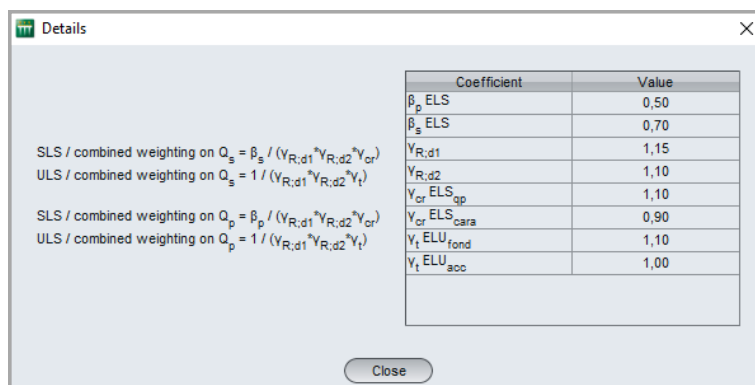 Details
SLS / combined weighting on Qs = βs / (γR;d1*γR;d2*γcr)
ULS / combined weighting on Qs = 1 / (γR;d1*γR;d2*γt)
SLS / combined weighting on Qp = βp / (γR;d1*γR;d2*γcr)
ULS / combined weighting on Qp = 1 / (γR;d1*γR;d2*γt)
Coefficient Value
βp ELS 0,50
βs ELS 0,70
γR;d1 1,15
γR;d2 1,10
γcr ELSqp 1,10
γcr ELScara 0,90
γt ELUfond 1,10
γt ELUacc 1,00
Close